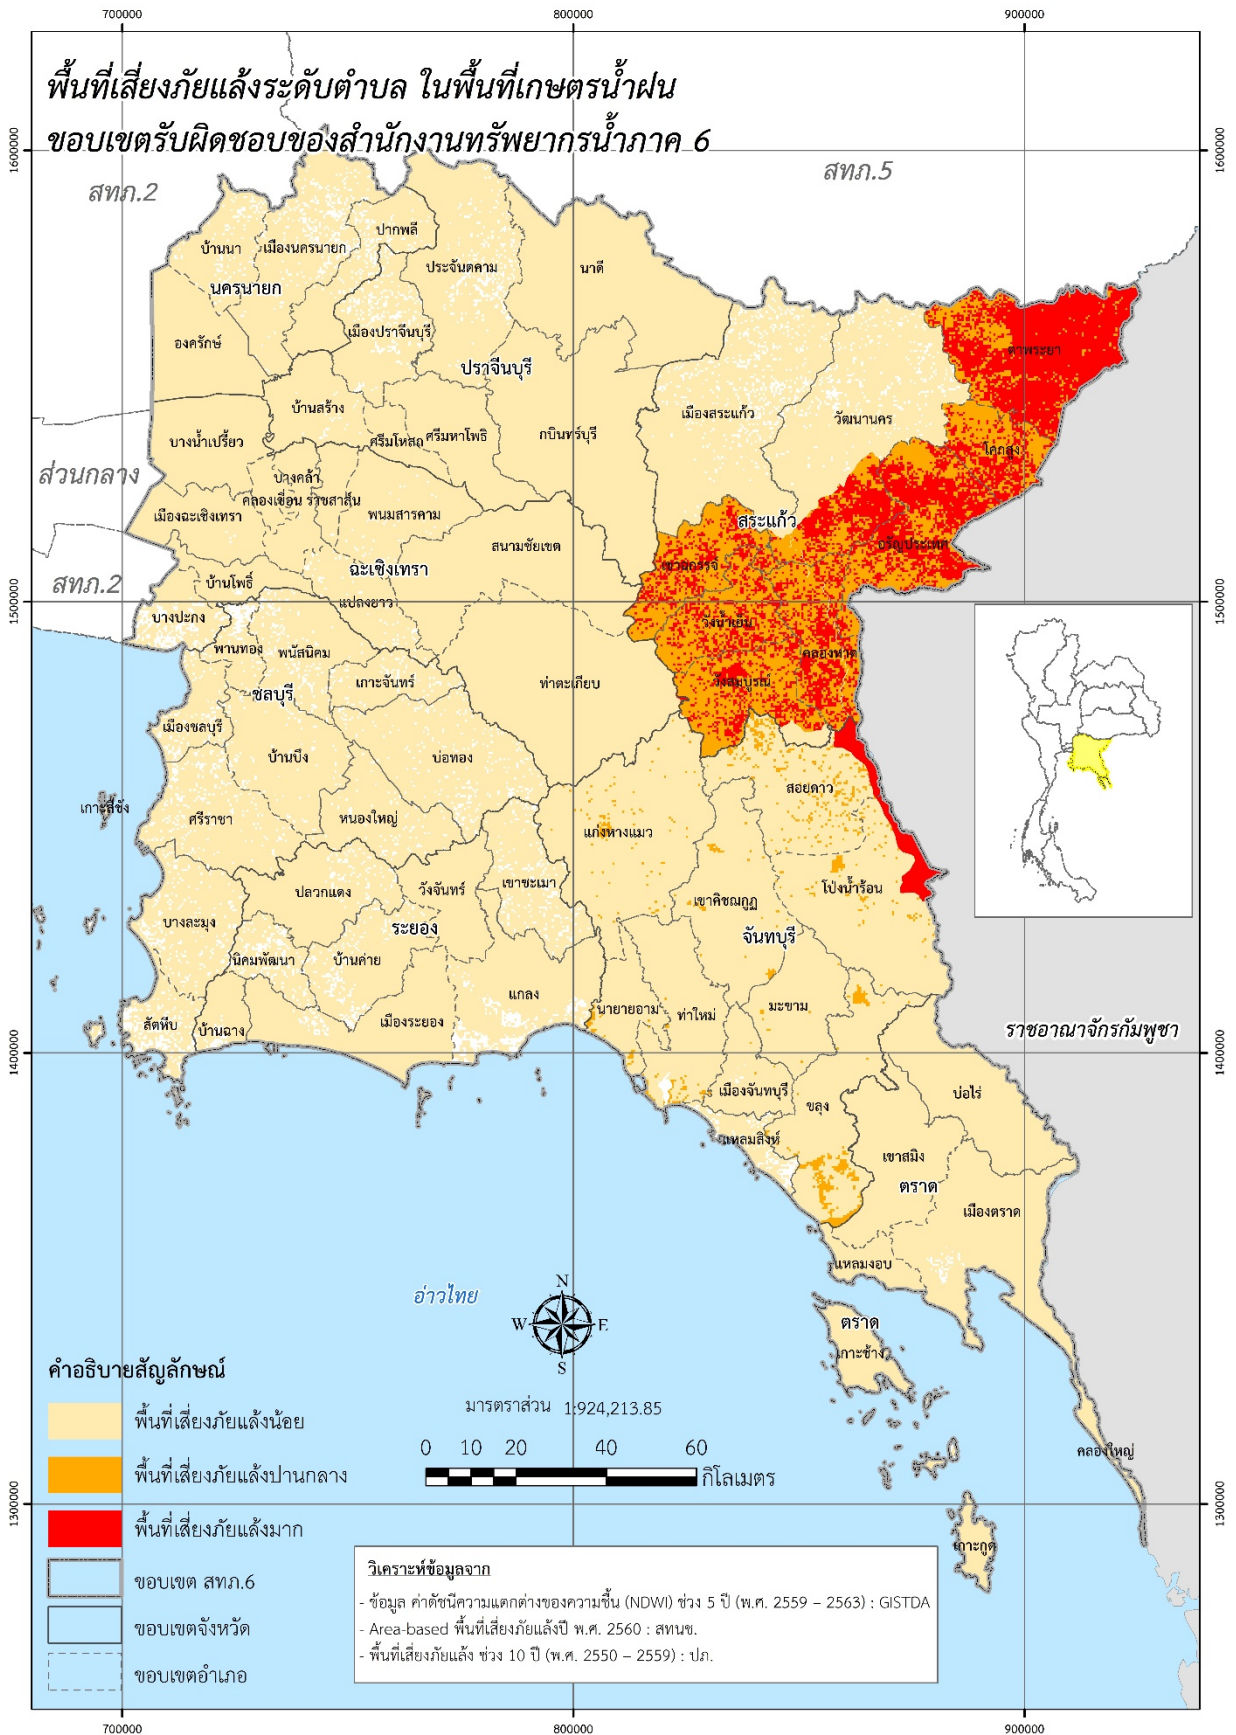 700000
800000
900000
พื้นที่เสี่ยงภัยแล้งระดับตำบล ในพื้นที่เกษตรน้ำฝน
ขอบเขตรับผิดชอบของสำนักงานทรัพยากรน้ำภาค 6
1600000
1600000
สทภ.2
สทภ.5
ปากพลี
บ้านนา
เมืองนครนายก
ประจันตคาม
นาดี
นครนายก
องครักษ์
เมืองปราจีนบุรี
ตาพระยา
ปราจีนบุรี
บ้านสร้าง
เมืองสระแก้ว
วัฒนานคร
บางน้ำเปรี้ยว
ศรีมโหสถ
ศรีมหาโพธิ
กบินทร์บุรี
โคกสูง
ส่วนกลาง
บางคล้า
คลองเขื่อน
ราชสาส์น
เมืองฉะเชิงเทรา
พนมสารคาม
สระแก้ว
สนามชัยเขต
อรัญประเทศ
เขาฉกรรจ์
สทภ.2
บ้านโพธิ์
ฉะเชิงเทรา
แปลงยาว
1500000
1500000
บางปะกง
วังน้ำเย็น
พานทอง
พนัสนิคม
คลองหาด
เกาะจันทร์
ท่าตะเกียบ
วังสมบูรณ์
ชลบุรี
เมืองชลบุรี
บ้านบึง
บ่อทอง
สอยดาว
เกาะสีชัง
ศรีราชา
หนองใหญ่
แก่งหางแมว
เขาชะเมา
ปลวกแดง
วังจันทร์
โป่งน้ำร้อน
เขาคิชฌกูฏ
บางละมุง
ระยอง
จันทบุรี
นิคมพัฒนา
บ้านค่าย
แกลง
นายายอาม
ท่าใหม่
มะขาม
สัตหีบ
บ้านฉาง
เมืองระยอง
ราชอาณาจักรกัมพูชา
1400000
1400000
เมืองจันทบุรี
บ่อไร่
ขลุง
แหลมสิงห์
เขาสมิง
ตราด
เมืองตราด
แหลมงอบ
อ่าวไทย
N
W
E
S
ตราด
เกาะช้าง
คำอธิบายสัญลักษณ์
พื้นที่เสี่ยงภัยแล้งน้อย
พื้นที่เสี่ยงภัยแล้งปานกลาง
พื้นที่เสี่ยงภัยแล้งมาก
ขอบเขต สทภ.6
ขอบเขตจังหวัด
ขอบเขตอำเภอ
มาตราส่วน 1:924,213.85
0 10 20 40 60
กิโลเมตร
คลองใหญ่
1300000
1300000
เกาะกูด
วิเคราะห์ข้อมูลจาก
- ข้อมูล ค่าดัชนีความแตกต่างของความชื้น (NDWI) ช่วง 5 ปี (พ.ศ. 2559 – 2563) : GISTDA
- Area-based พื้นที่เสี่ยงภัยแล้งปี พ.ศ. 2560 : สทนช.
- พื้นที่เสี่ยงภัยแล้ง ช่วง 10 ปี (พ.ศ. 2550 – 2559) : ปภ.
700000
800000
900000